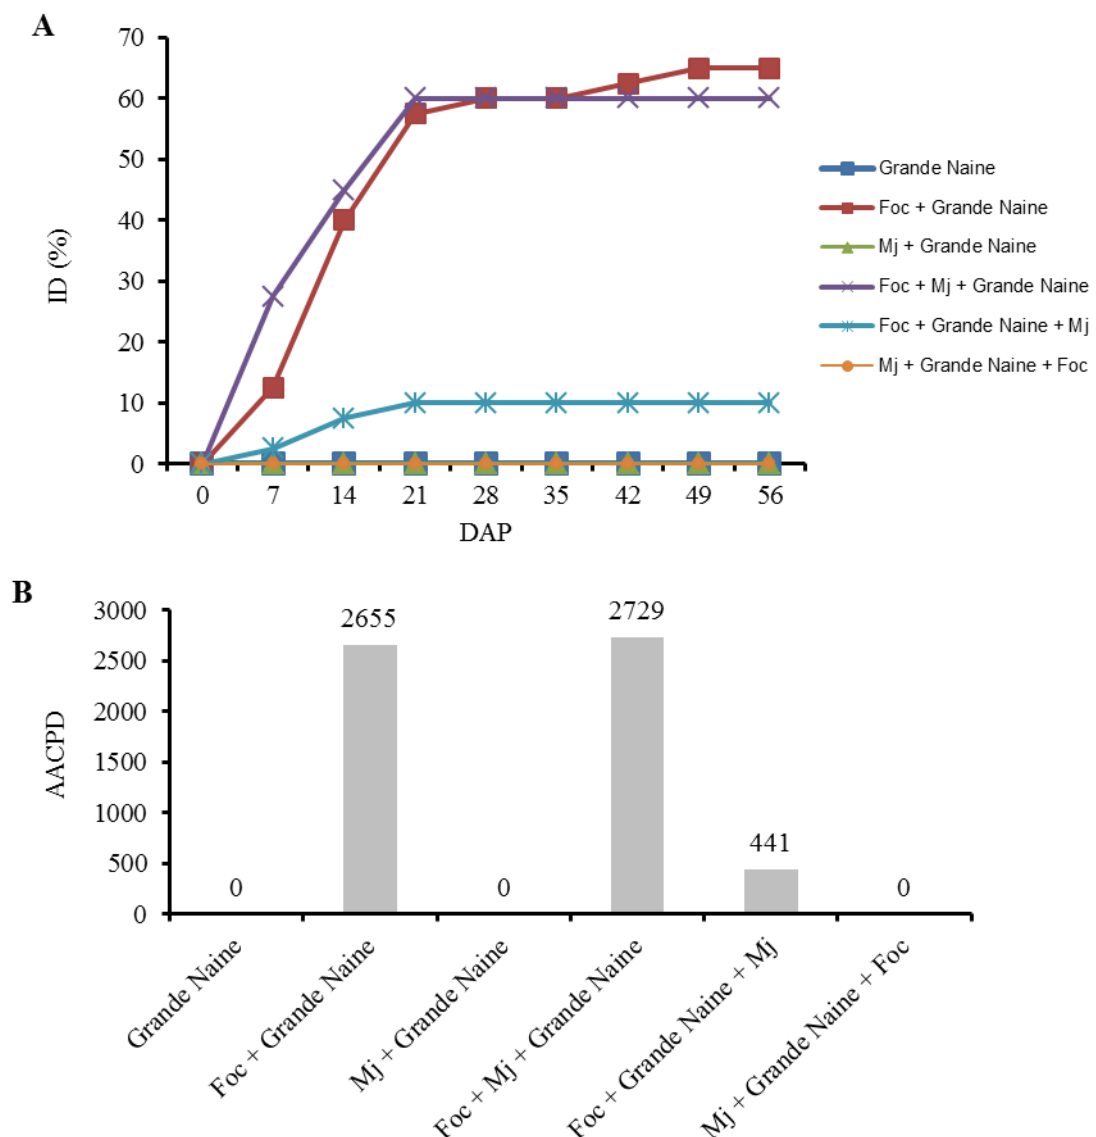 A
70
60
50
40
30
20
10
0
ID (%)
0 7 14 21 28 35 42 49 56
DAP
Grande Naine
Foc + Grande Naine
Mj + Grande Naine
Foc + Mj + Grande Naine
Foc + Grande Naine + Mj
Mj + Grande Naine + Foc
B
3000
2500
2000
1500
1000
500
0
AACPD
0 2655 0 2729 441 0
Grande Naine
Foc + Grande Naine
Mj + Grande Naine
Foc + Mj + Grande Naine
Foc + Grande Naine + Mj
Mj + Grande Naine + Foc